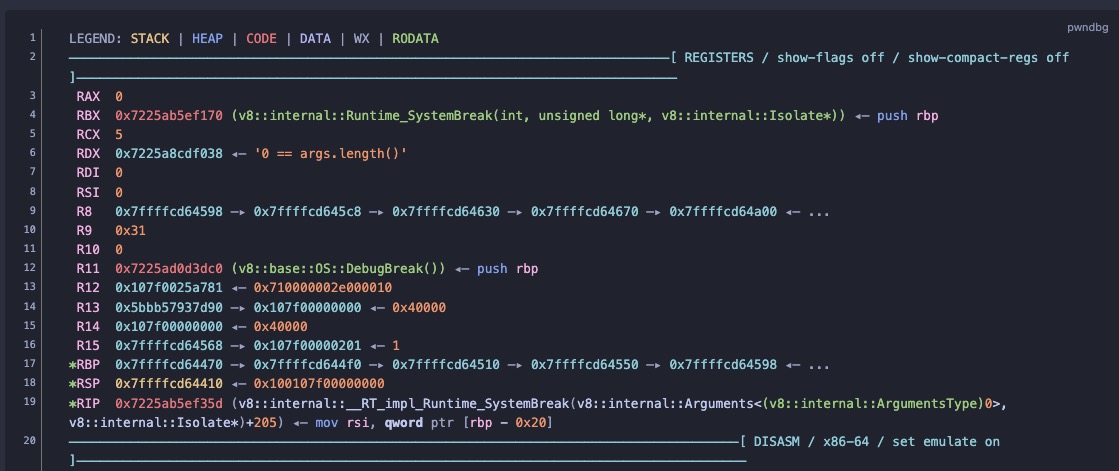 pwndbg
1 LEGEND: STACK | HEAP | CODE | DATA | WX | RODATA
2 ────────────────────────────────[ REGISTERS / show-flags off / show-compact-regs off
]────────────────────────────────
3 RAX 0
4 RBX 0x7225ab5ef170 (v8::internal::Runtime_SystemBreak(int, unsigned long*, v8::internal::Isolate*)) ◂— push rbp
5 RCX 5
6 RDX 0x7225a8cdf038 ◂— '0 == args.length()'
7 RDI 0
8 RSI 0
9 R8 0x7ffffcd64598 —▸ 0x7ffffcd645c8 —▸ 0x7ffffcd64630 —▸ 0x7ffffcd64670 —▸ 0x7ffffcd64a00 ◂— ...
10 R9 0x31
11 R10 0
12 R11 0x7225ad0d3dc0 (v8::base::OS::DebugBreak()) ◂— push rbp
13 R12 0x107f0025a781 ◂— 0x710000002e000010
14 R13 0x5bbb57937d90 —▸ 0x107f00000000 ◂— 0x40000
15 R14 0x107f00000000 ◂— 0x40000
16 R15 0x7ffffcd64568 —▸ 0x107f00000201 ◂— 1
17 *RBP 0x7ffffcd64470 —▸ 0x7ffffcd644f0 —▸ 0x7ffffcd64510 —▸ 0x7ffffcd64550 —▸ 0x7ffffcd64598 ◂— ...
18 *RSP 0x7ffffcd64410 ◂— 0x100107f00000000
19 *RIP 0x7225ab5ef35d (v8::internal::__RT_impl_Runtime_SystemBreak(v8::internal::Arguments<(v8::internal::ArgumentsType)0>,
v8::internal::Isolate*)+205) ◂— mov rsi, qword ptr [rbp - 0x20]
20 ────────────────────────────────[ DISASM / x86-64 / set emulate on
]────────────────────────────────